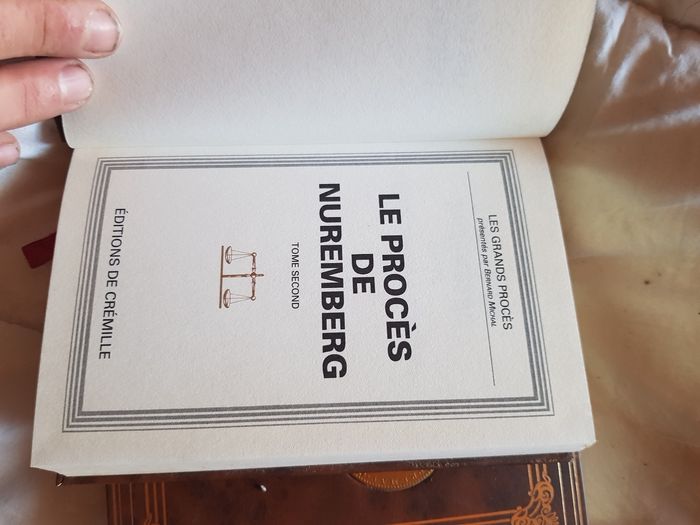 LES GRANDS PROCÈS
présentés par BERNARD MICHAL
LE PROCÈS
DE
NUREMBERG
TOME SECOND
ÉDITIONS DE CRÉMILLE